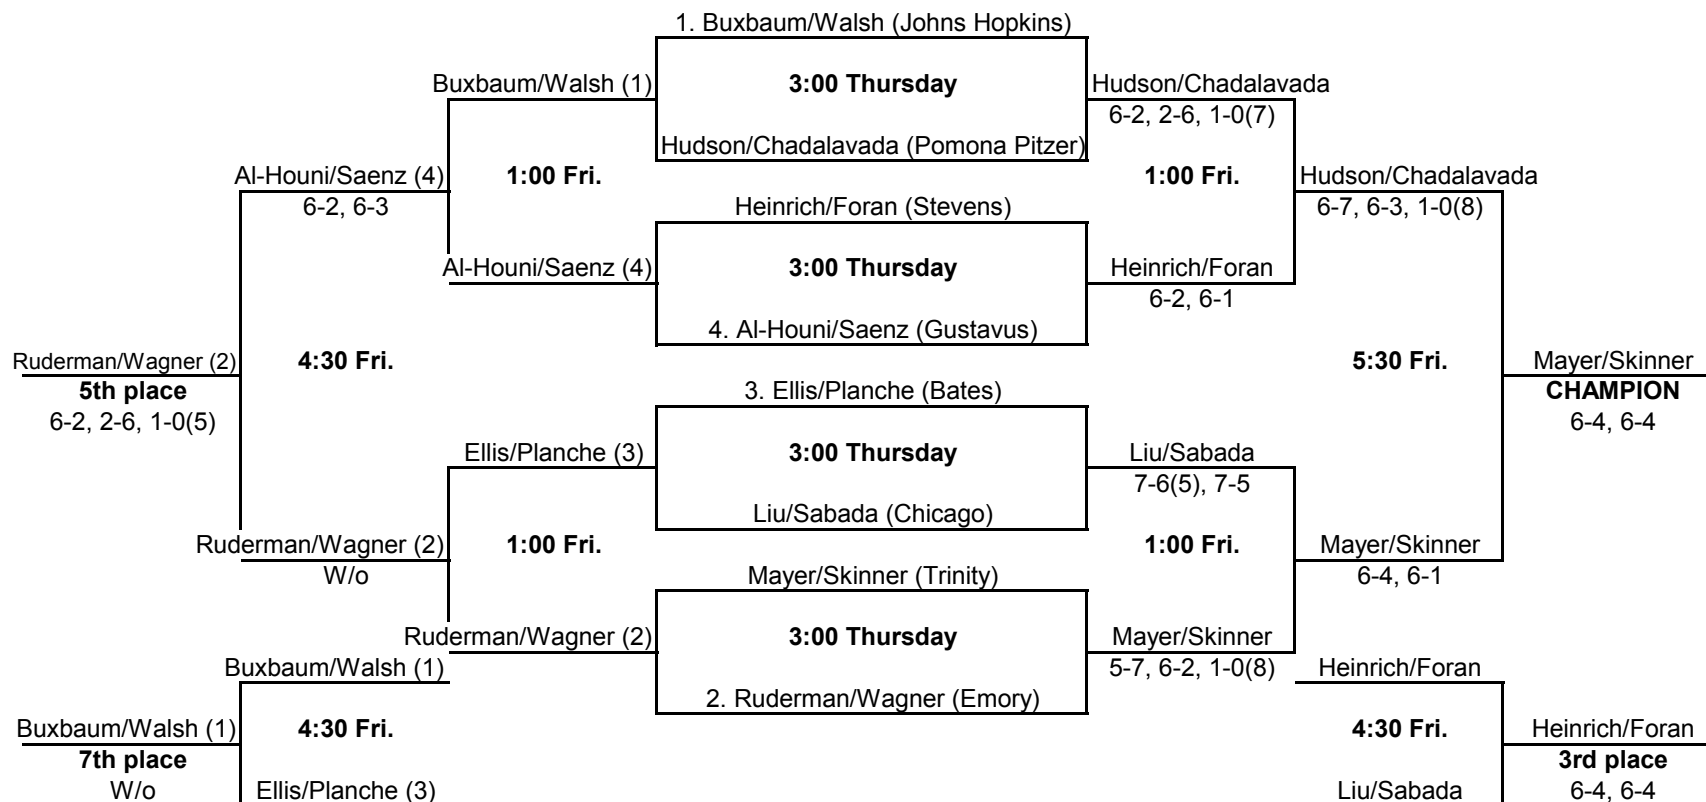 1. Buxbaum/Walsh (Johns Hopkins)
Buxbaum/Walsh (1) 3:00 Thursday Hudson/Chadalavada
6-2, 2-6, 1-0(7)
Hudson/Chadalavada (Pomona Pitzer)
Al-Houni/Saenz (4) 1:00 Fri. 1:00 Fri. Hudson/Chadalavada
6-2, 6-3 Heinrich/Foran (Stevens) 6-7, 6-3, 1-0(8)
Al-Houni/Saenz (4) 3:00 Thursday Heinrich/Foran
6-2, 6-1
4. Al-Houni/Saenz (Gustavus)
Ruderman/Wagner (2) 4:30 Fri. 5:30 Fri. Mayer/Skinner
5th place 3. Ellis/Planche (Bates) CHAMPION
6-2, 2-6, 1-0(5) 6-4, 6-4
Ellis/Planche (3) 3:00 Thursday Liu/Sabada
7-6(5), 7-5
Liu/Sabada (Chicago)
Ruderman/Wagner (2) 1:00 Fri. 1:00 Fri. Mayer/Skinner
W/o Mayer/Skinner (Trinity) 6-4, 6-1
Ruderman/Wagner (2) 3:00 Thursday Mayer/Skinner
Buxbaum/Walsh (1) 5-7, 6-2, 1-0(8) Heinrich/Foran
2. Ruderman/Wagner (Emory)
Buxbaum/Walsh (1) 4:30 Fri. 4:30 Fri. Heinrich/Foran
7th place 3rd place
W/o Ellis/Planche (3) Liu/Sabada 6-4, 6-4